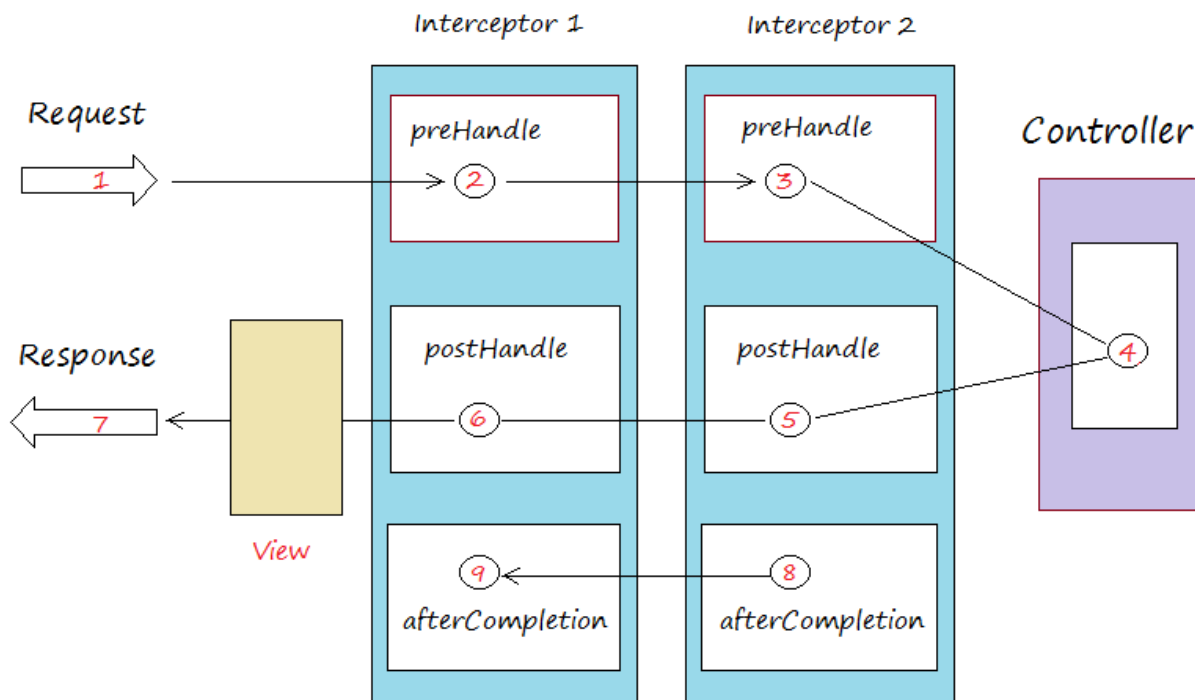 Interceptor 1
Interceptor 2
Request
preHandle
preHandle
Controller
1
2
3
Response
postHandle
postHandle
4
7
6
5
View
9
8
afterCompletion
afterCompletion